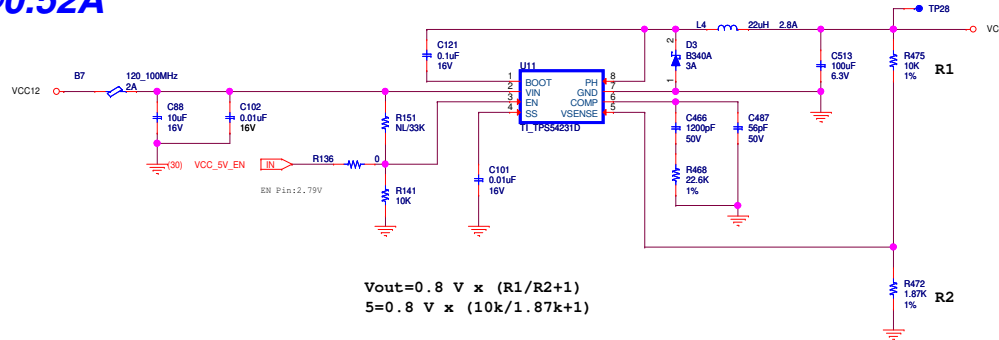 0.52A
TP28
L4 22uH 2.8A
VC
C121
0.1uF
16V
D3
B340A
3A
2
1
C513
100uF
6.3V
R475
10K
1%
R1
B7 120_100MHz
2A
VCC12
U11
1 BOOT PH 8
2 VIN GND 7
3 EN COMP 6
4 SS VSENSE 5
TI_TPS54231D
C88
10uF
16V
C102
0.01uF
16V
R151
NL/33K
C466
1200pF
50V
C487
56pF
50V
(30) VCC_5V_EN IN R136 0
EN Pin:2.79V
R141
10K
C101
0.01uF
16V
R468
22.6K
1%
Vout=0.8 V x (R1/R2+1)
5=0.8 V x (10k/1.87k+1)
R472
1.87K
1%
R2